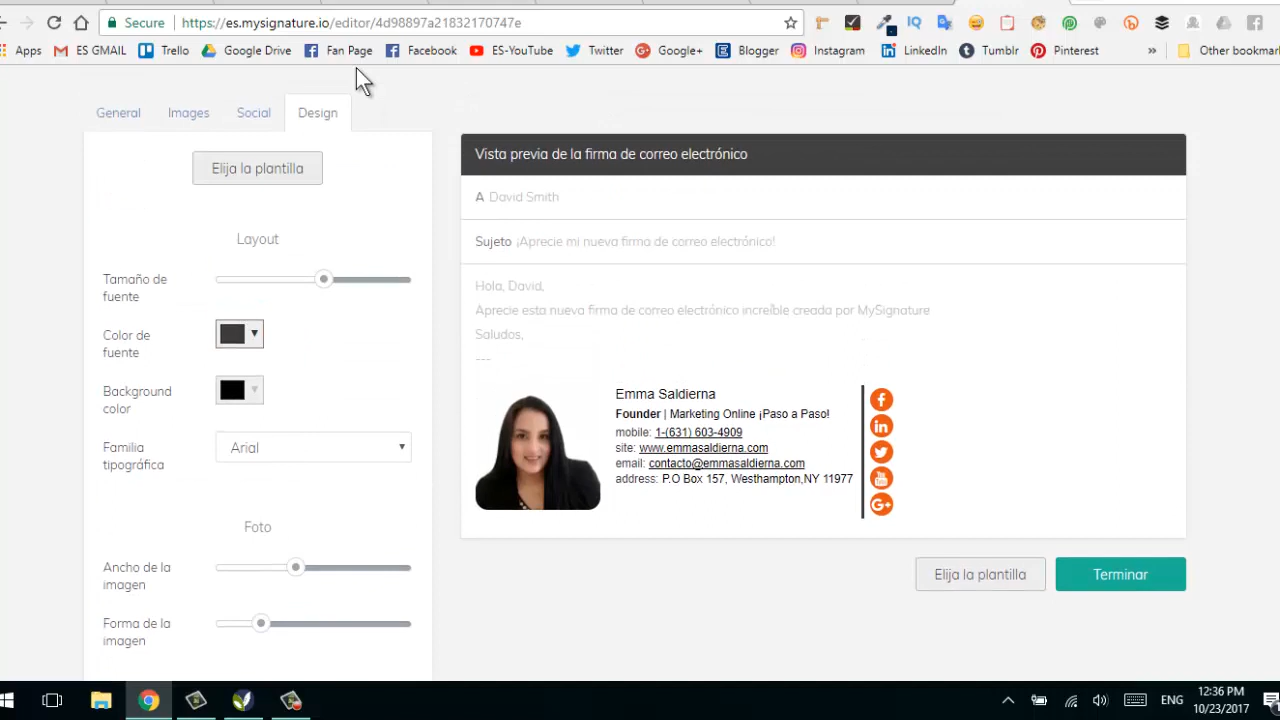 Secure https://es.mysignature.io/editor/4d98897a21832170747e
Apps ES GMAIL Trello Google Drive Fan Page Facebook ES-YouTube Twitter Google+ Blogger Instagram LinkedIn Tumblr Pinterest » Other bookmar
General Images Social Design
Elija la plantilla
Layout
Tamaño de
fuente
Color de
fuente
Background
color
Familia
tipográfica
Arial
Foto
Ancho de la
imagen
Forma de la
imagen
Vista previa de la firma de correo electrónico
A David Smith
Sujeto ¡Aprecie mi nueva firma de correo electrónico!
Hola, David,
Aprecie esta nueva firma de correo electrónico increíble creada por MySignature
Saludos,
---
Emma Saldierna
Founder | Marketing Online ¡Paso a Paso!
mobile: 1-(631) 603-4909
site: www.emmasaldierna.com
email: contacto@emmasaldierna.com
address: P.O Box 157, Westhampton,NY 11977
Elija la plantilla
Terminar
ENG
12:36 PM
10/23/2017